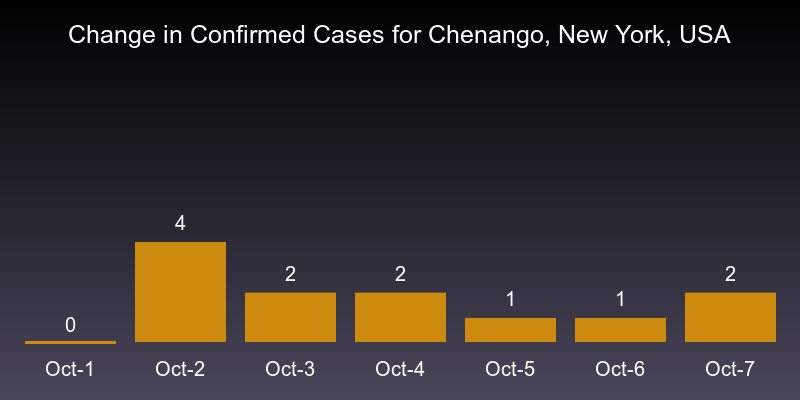 Change in Confirmed Cases for Chenango, New York, USA
0 4 2 2 1 1 2
Oct-1 Oct-2 Oct-3 Oct-4 Oct-5 Oct-6 Oct-7